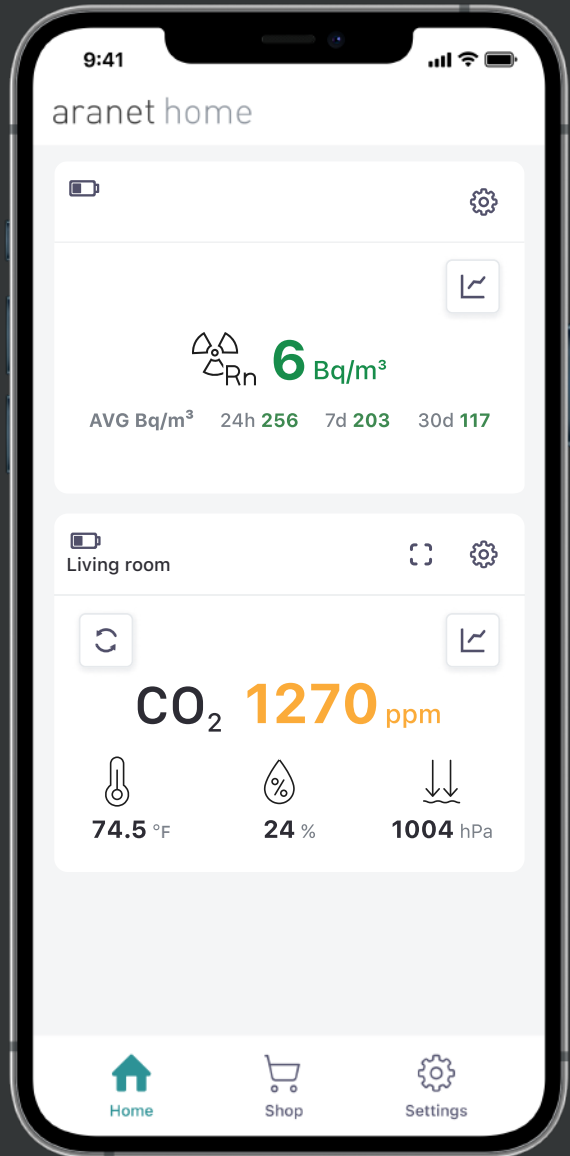 9:41
aranet home
Rn 6 Bq/m³
AVG Bq/m³ 24h 256 7d 203 30d 117
Living room
CO₂ 1270 ppm
%
74.5 °F 24 % 1004 hPa
Home Shop Settings